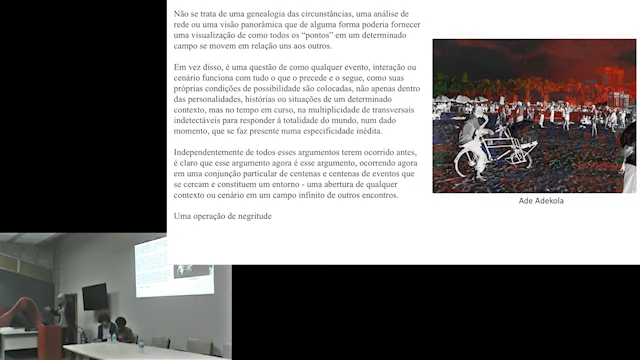 Não se trata de uma genealogia das circunstâncias, uma análise de
rede ou uma visão panorâmica que de alguma forma poderia fornecer
uma visualização de como todos os “pontos” em um determinado
campo se movem em relação uns aos outros.
Em vez disso, é uma questão de como qualquer evento, interação ou
cenário funciona com tudo o que o precede e o segue, como suas
próprias condições de possibilidade são colocadas, não apenas dentro
das personalidades, histórias ou situações de um determinado
contexto, mas no tempo em curso, na multiplicidade de transversais
indetectáveis para responder à totalidade do mundo, num dado
momento, que se faz presente numa especificidade inédita.
Independentemente de todos esses argumentos terem ocorrido antes,
é claro que esse argumento agora é esse argumento, ocorrendo agora
em uma conjunção particular de centenas e centenas de eventos que
se cercam e constituem um entorno - uma abertura de qualquer
contexto ou cenário em um campo infinito de outros encontros.
Uma operação de negritude
Ade Adekola